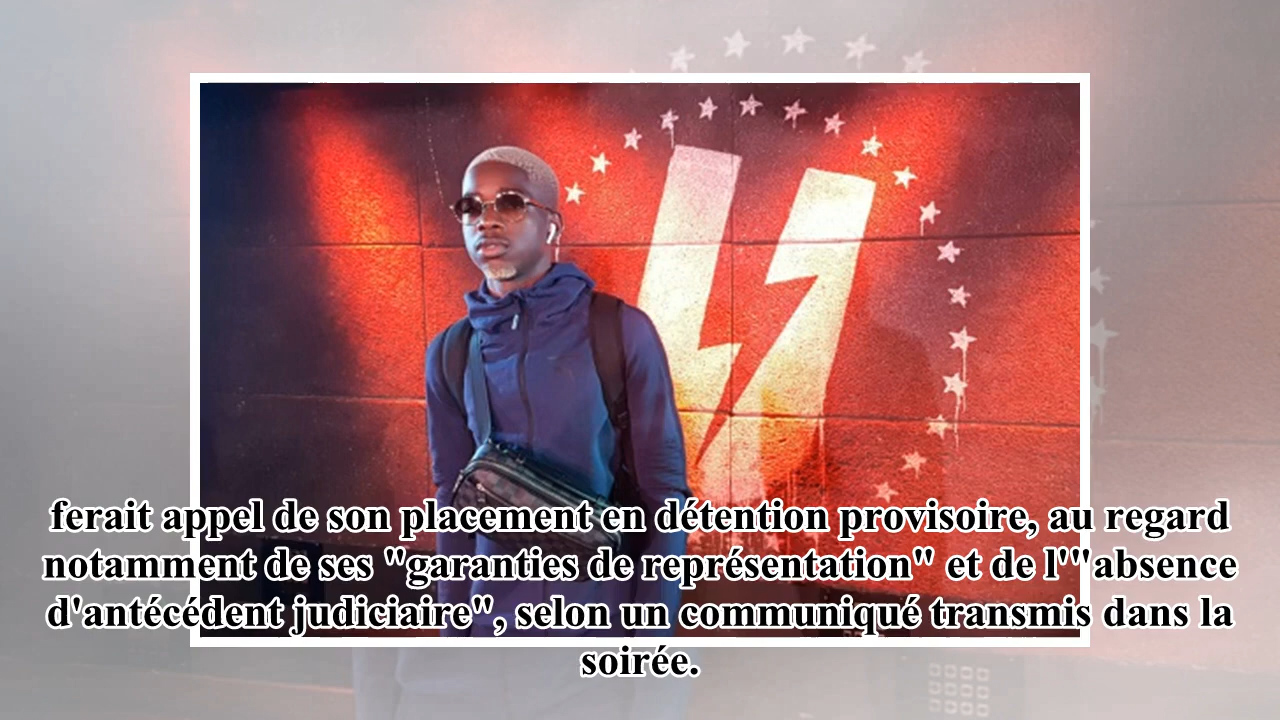 ferait appel de son placement en détention provisoire, au regard
notamment de ses "garanties de représentation" et de l'"absence
d'antécédent judiciaire", selon un communiqué transmis dans la
soirée.